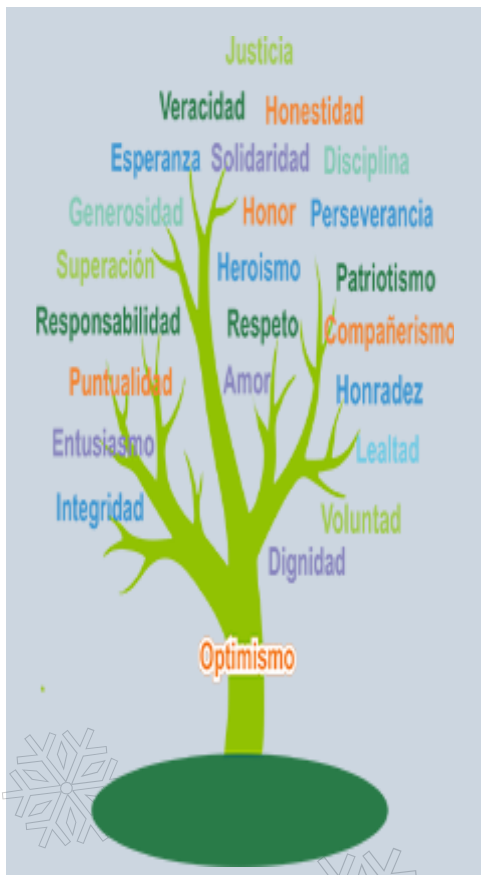 Justicia
Veracidad Honestidad
Esperanza Solidaridad Disciplina
Generosidad Honor Perseverancia
Superación Heroismo Patriotismo
Responsabilidad Respeto Compañerismo
Puntualidad Amor Honradez
Entusiasmo Lealtad
Integridad Voluntad
Dignidad
Optimismo